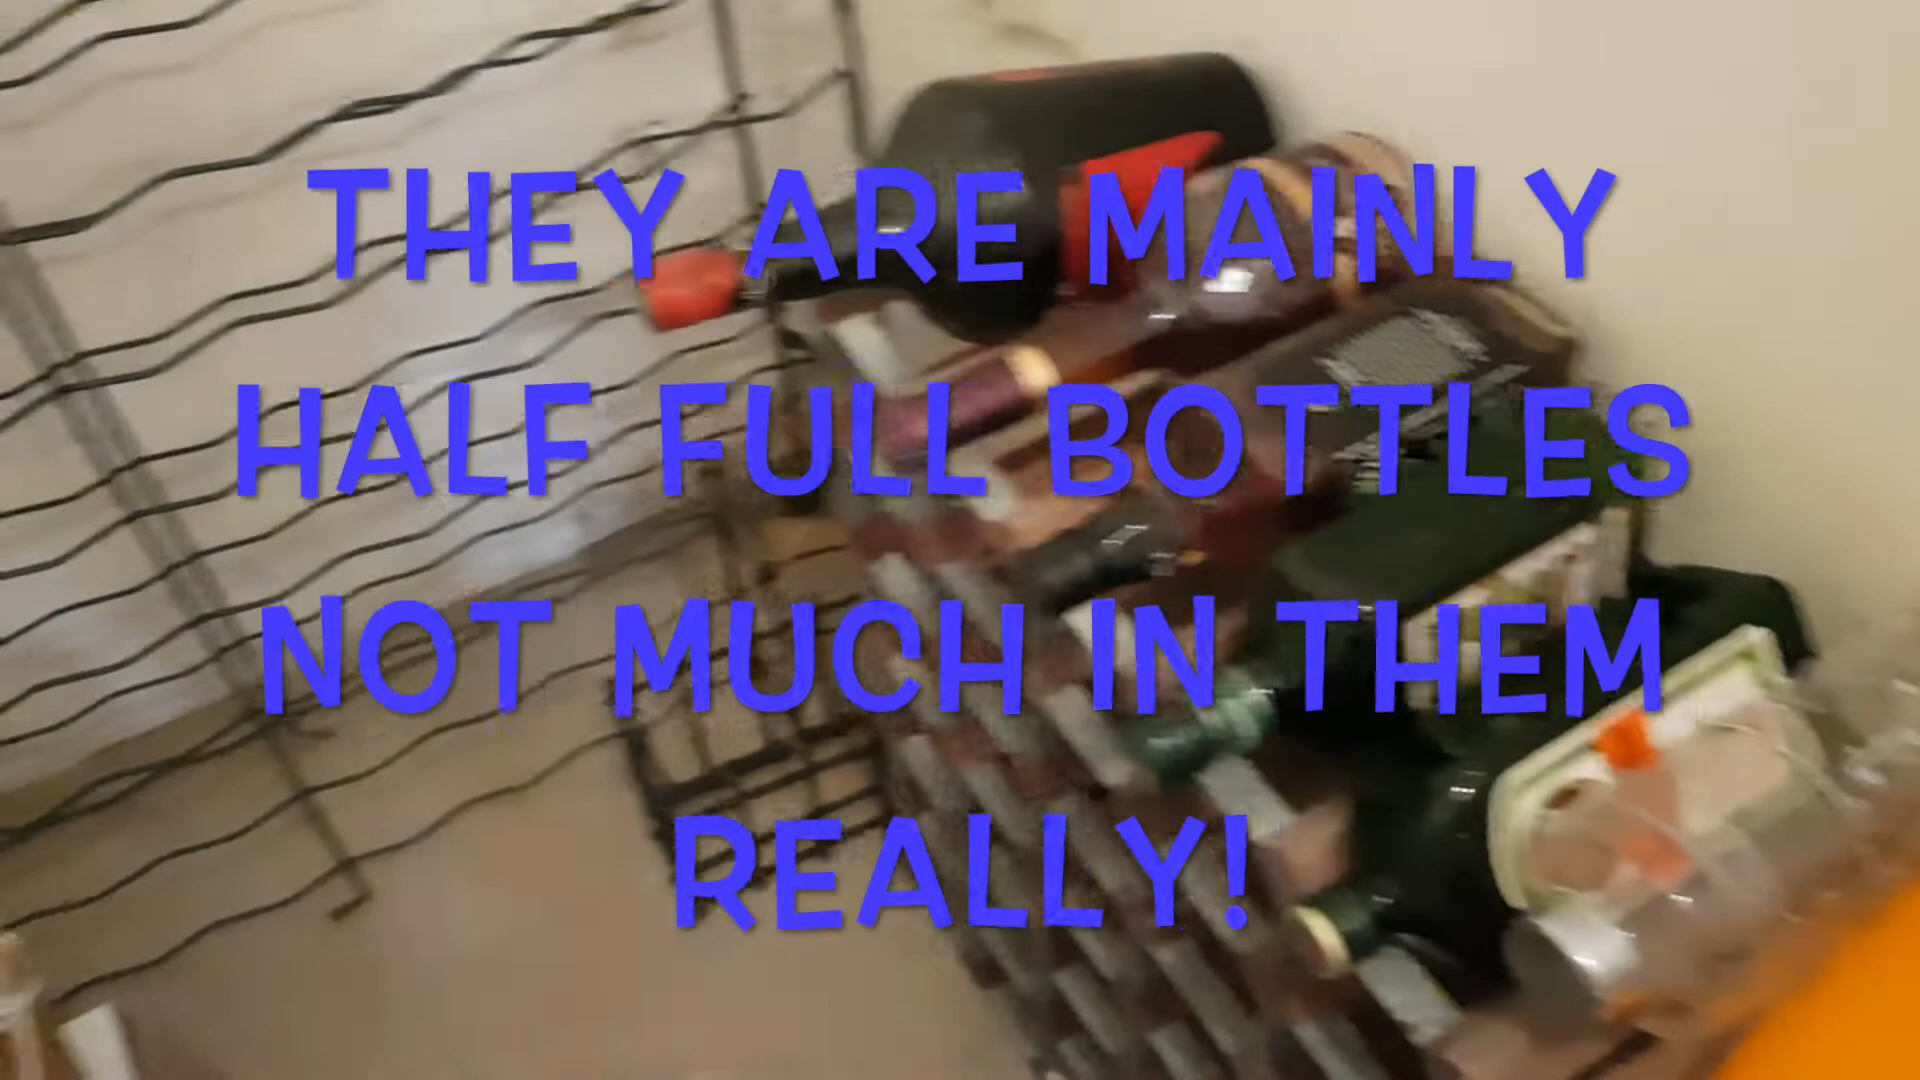 THEY ARE MAINLY
HALF FULL BOTTLES
NOT MUCH IN THEM
REALLY!